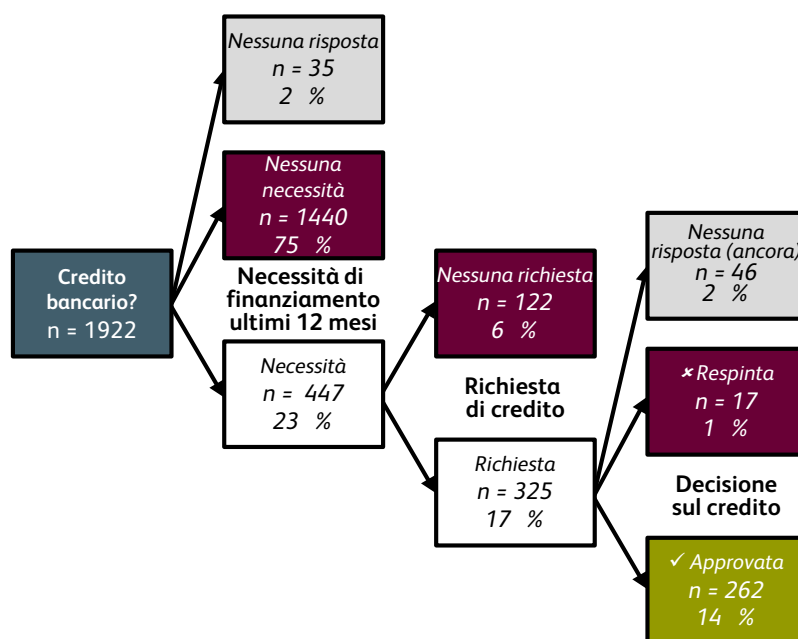 Nessuna risposta
n = 35
2 %
Nessuna
necessità
n = 1440
75 %
Credito
bancario?
n = 1922
Necessità di
finanziamento
ultimi 12 mesi
Necessità
n = 447
23 %
Nessuna richiesta
n = 122
6 %
Richiesta
di credito
Richiesta
n = 325
17 %
Nessuna
risposta (ancora)
n = 46
2 %
✗ Respinta
n = 17
1 %
Decisione
sul credito
✓ Approvata
n = 262
14 %